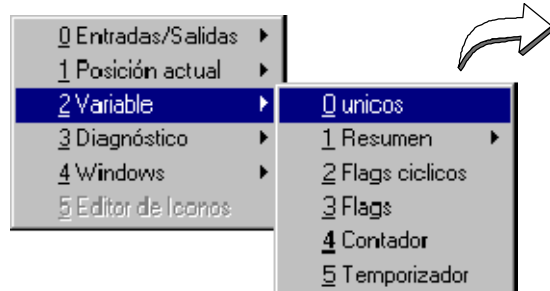 0 Entradas/Salidas
1 Posición actual
2 Variable
3 Diagnóstico
4 Windows
5 Editor de Iconos
0 unicos
1 Resumen
2 Flags ciclicos
3 Flags
4 Contador
5 Temporizador